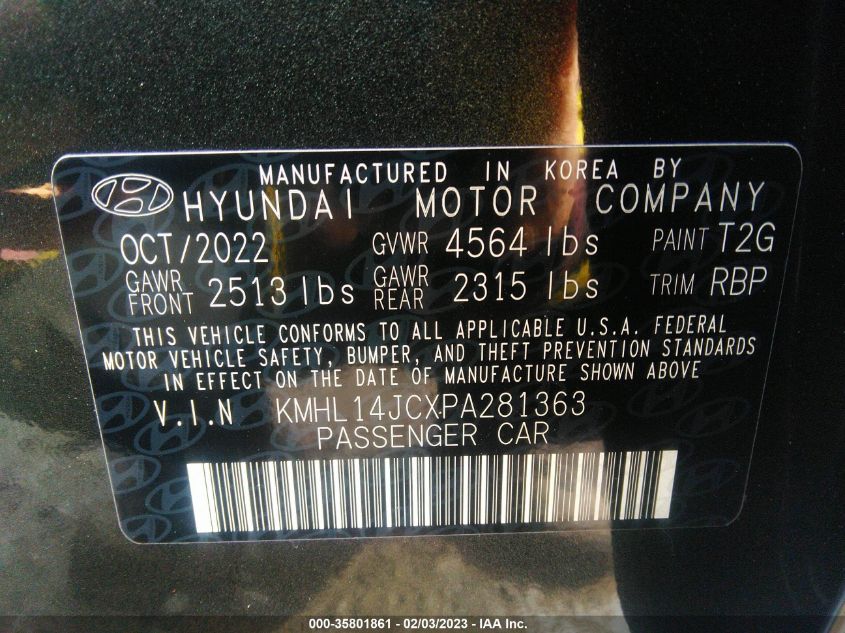 MANUFACTURED IN KOREA BY
HYUNDAI MOTOR COMPANY
OCT/2022 GVWR 4564 lbs PAINT T2G
GAWR FRONT 2513 lbs GAWR REAR 2315 lbs TRIM RBP
THIS VEHICLE CONFORMS TO ALL APPLICABLE U.S.A. FEDERAL
MOTOR VEHICLE SAFETY, BUMPER, AND THEFT PREVENTION STANDARDS
IN EFFECT ON THE DATE OF MANUFACTURE SHOWN ABOVE
V.I.N KMHL14JCXPA281363
PASSENGER CAR
000-35801861 - 02/03/2023 - IAA Inc.